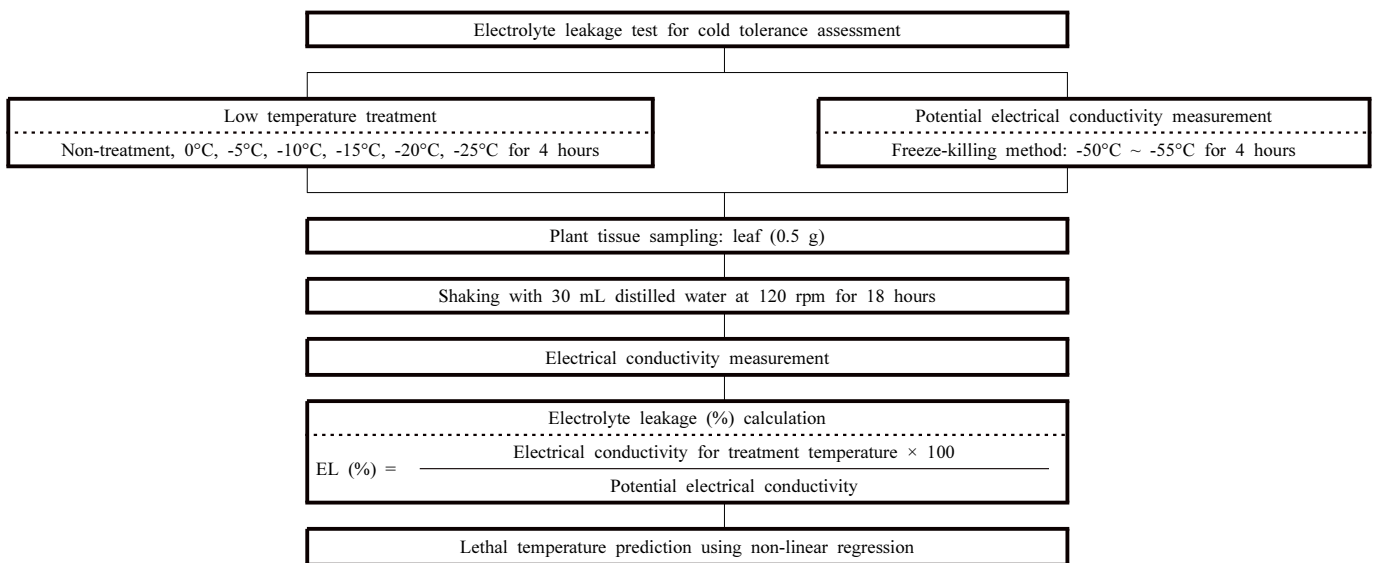 Electrolyte leakage test for cold tolerance assessment
Low temperature treatment
Non-treatment, 0°C, -5°C, -10°C, -15°C, -20°C, -25°C for 4 hours
Potential electrical conductivity measurement
Freeze-killing method: -50°C ~ -55°C for 4 hours
Plant tissue sampling: leaf (0.5 g)
Shaking with 30 mL distilled water at 120 rpm for 18 hours
Electrical conductivity measurement
Electrolyte leakage (%) calculation
Electrical conductivity for treatment temperature × 100
EL (%) =
Potential electrical conductivity
Lethal temperature prediction using non-linear regression